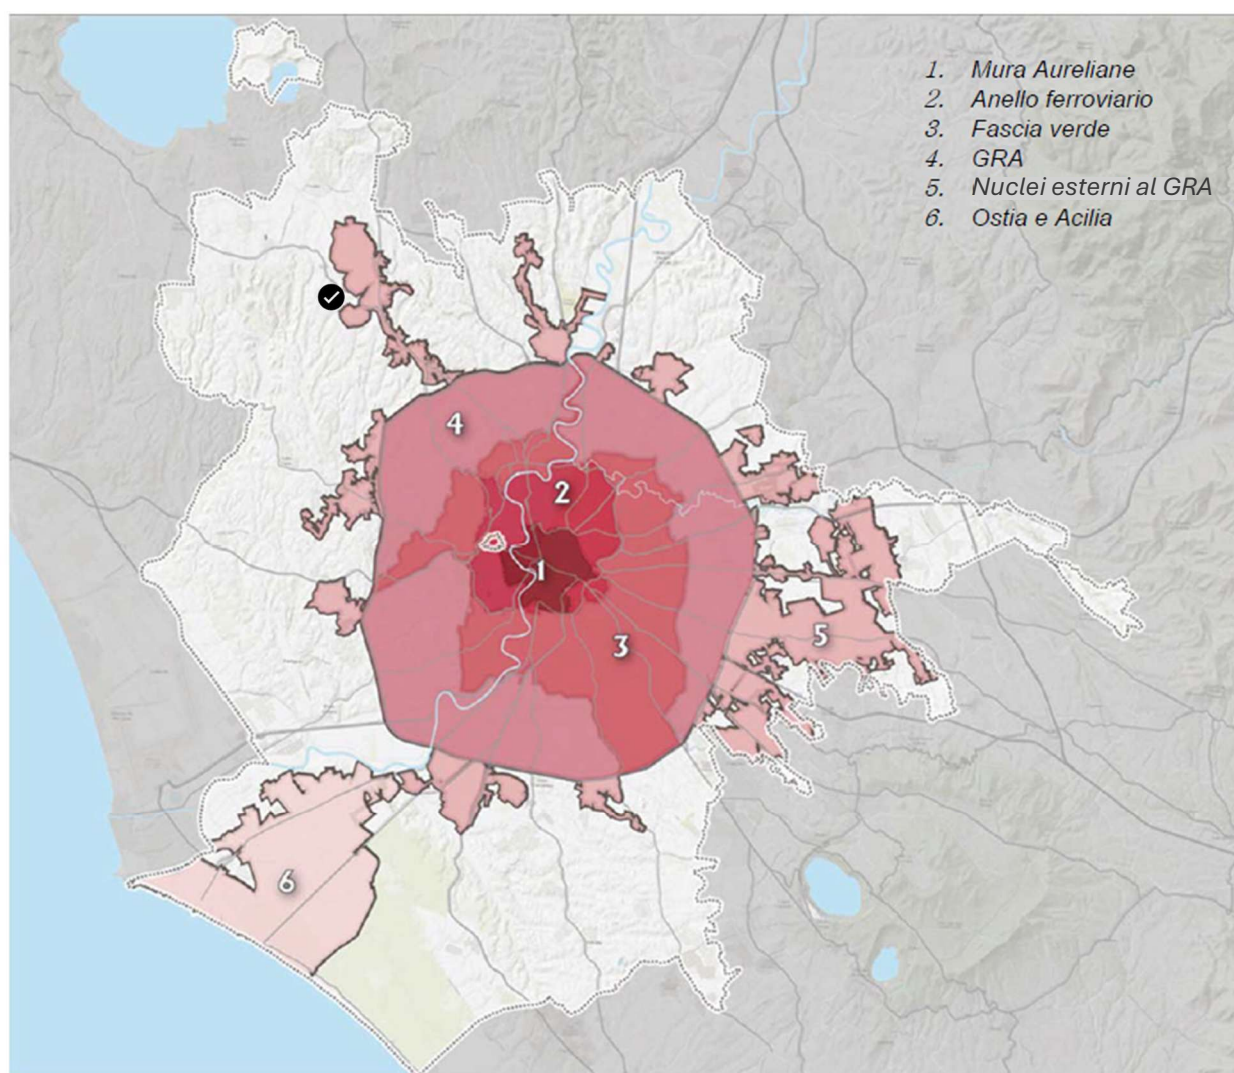 1. Mura Aureliane
2. Anello ferroviario
3. Fascia verde
4. GRA
5. Nuclei esterni al GRA
6. Ostia e Acilia
4
2
1
3
5
6